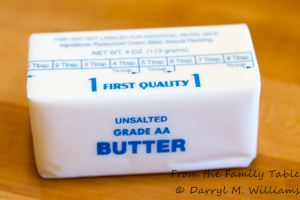 THIS UNIT NOT LABELED FOR INDIVIDUAL RETAIL SALE
Ingredients: Pasteurized Cream (Milk), Natural Flavoring
NET WT. 4 OZ. (113 grams)
Tbsp. 2 Tbsp. 3 Tbsp. 4 Tbsp. 5 Tbsp. 6 Tbsp. 7 Tbsp. 8 Tbsp.
1 FIRST QUALITY 1
UNSALTED
GRADE AA
BUTTER
From the Family Table
© Darryl M. Williams